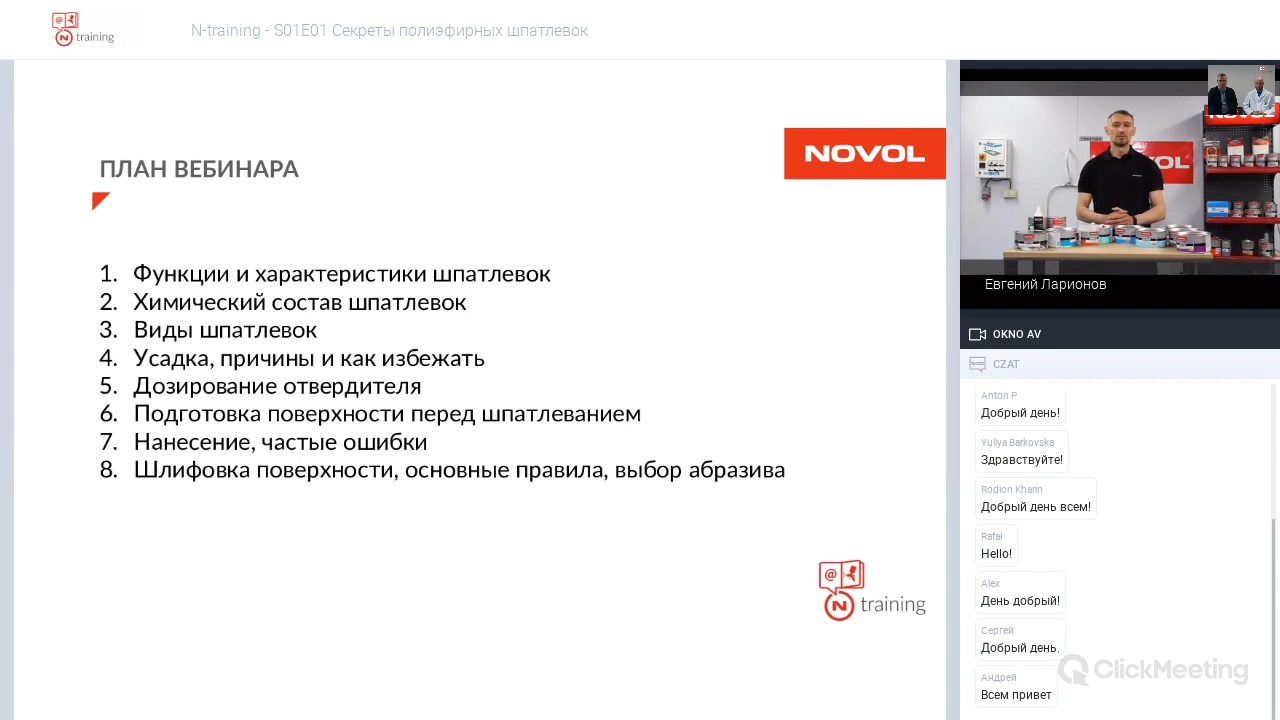 N-training - S01E01 Секреты полиэфирных шпатлевок
@ N training
ПЛАН ВЕБИНАРА
NOVOL
1. Функции и характеристики шпатлевок
2. Химический состав шпатлевок
3. Виды шпатлевок
4. Усадка, причины и как избежать
5. Дозирование отвердителя
6. Подготовка поверхности перед шпатлеванием
7. Нанесение, частые ошибки
8. Шлифовка поверхности, основные правила, выбор абразива
@ N training
NOVOL
Евгений Ларионов
OKNO AV
CZAT
Anton P
Добрый день!
Yuliya Barkovska
Здравствуйте!
Rodion Kharin
Добрый день всем!
Rafał
Hello!
Alex
День добрый!
Сергей
Добрый день.
Андрей
Всем привет
ClickMeeting